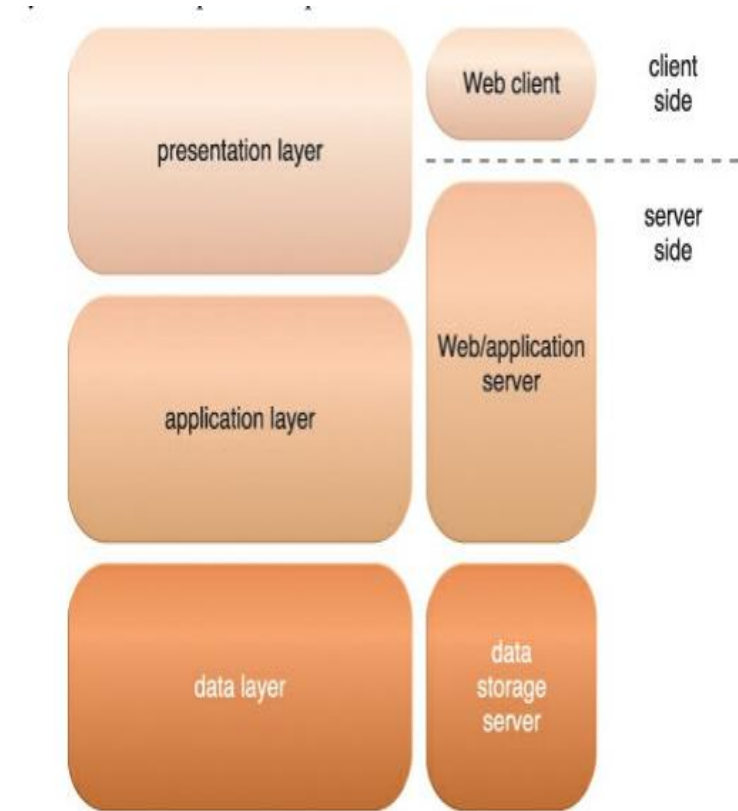 presentation layer
Web client
client
side
server
side
Web/application
server
application layer
data layer
data
storage
server